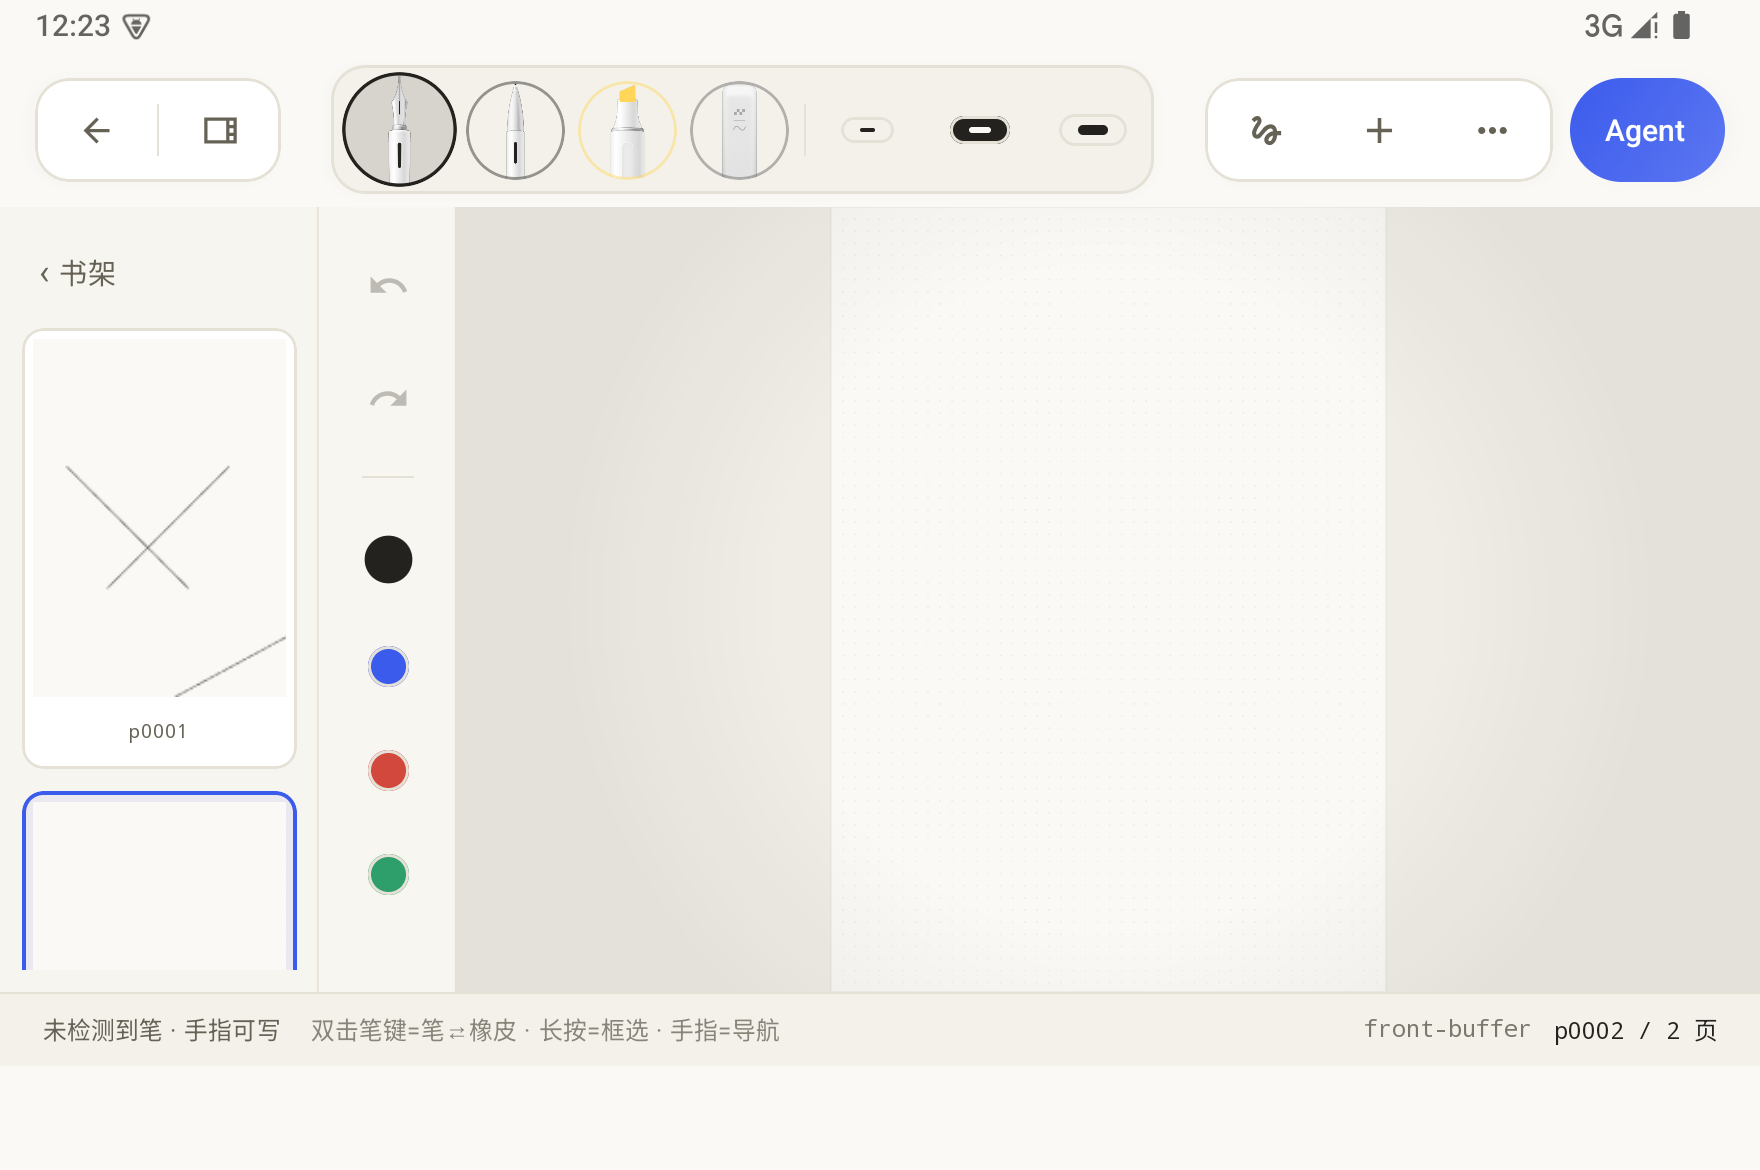 12:23
3G
Agent
‹ 书架
p0001
未检测到笔 · 手指可写
双击笔键=笔⇄橡皮 · 长按=框选 · 手指=导航
front-buffer
p0002 / 2 页